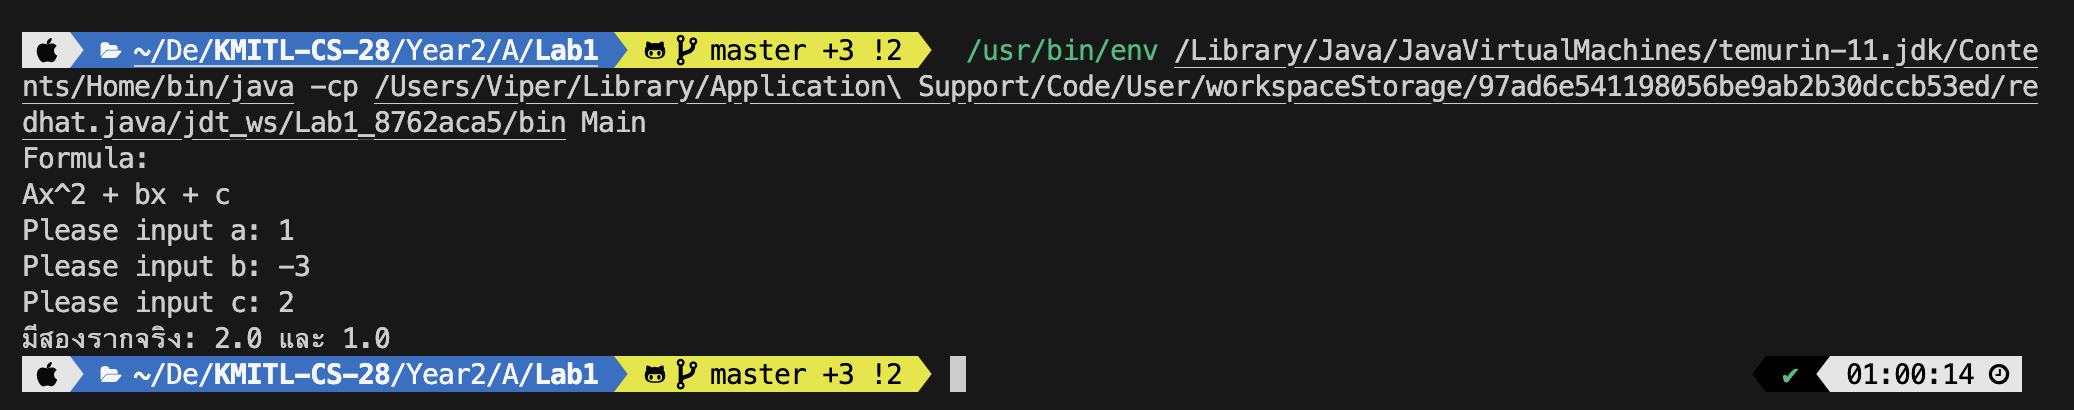 ~/De/KMITL-CS-28/Year2/A/Lab1 master +3 !2 /usr/bin/env /Library/Java/JavaVirtualMachines/temurin-11.jdk/Conte
nts/Home/bin/java -cp /Users/Viper/Library/Application\ Support/Code/User/workspaceStorage/97ad6e541198056be9ab2b30dccb53ed/re
dhat.java/jdt_ws/Lab1_8762aca5/bin Main
Formula:
Ax^2 + bx + c
Please input a: 1
Please input b: -3
Please input c: 2
มีสองรากจริง: 2.0 และ 1.0
~/De/KMITL-CS-28/Year2/A/Lab1 master +3 !2 ✔ 01:00:14